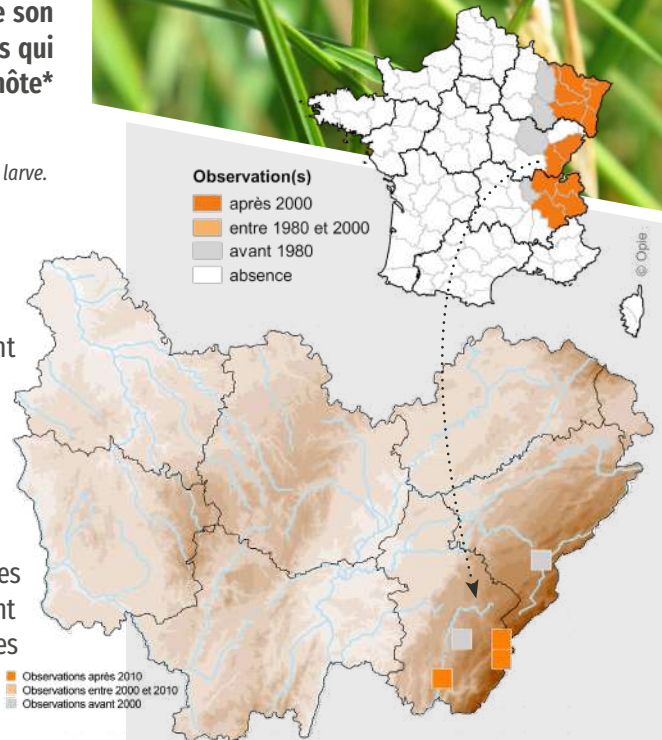 e son
s qui
hôte*
larve.
Observation(s)
après 2000
entre 1980 et 2000
avant 1980
absence
© Opie
nt
es
nt
es
Observations après 2010
Observations entre 2000 et 2010
Observations avant 2000